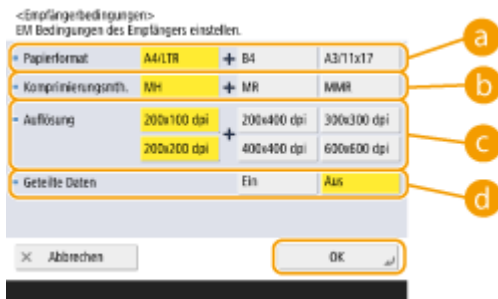 <Empfängerbedingungen>
EM Bedingungen des Empfängers einstellen.
Papierformat A4/LTR + B4 A3/11x17 a
Komprimierungsmth. MH + MR MMR b
Auflösung 200x100 dpi 200x400 dpi 300x300 dpi
+ c
200x200 dpi 400x400 dpi 600x600 dpi
Geteilte Daten Ein Aus d
× Abbrechen OK